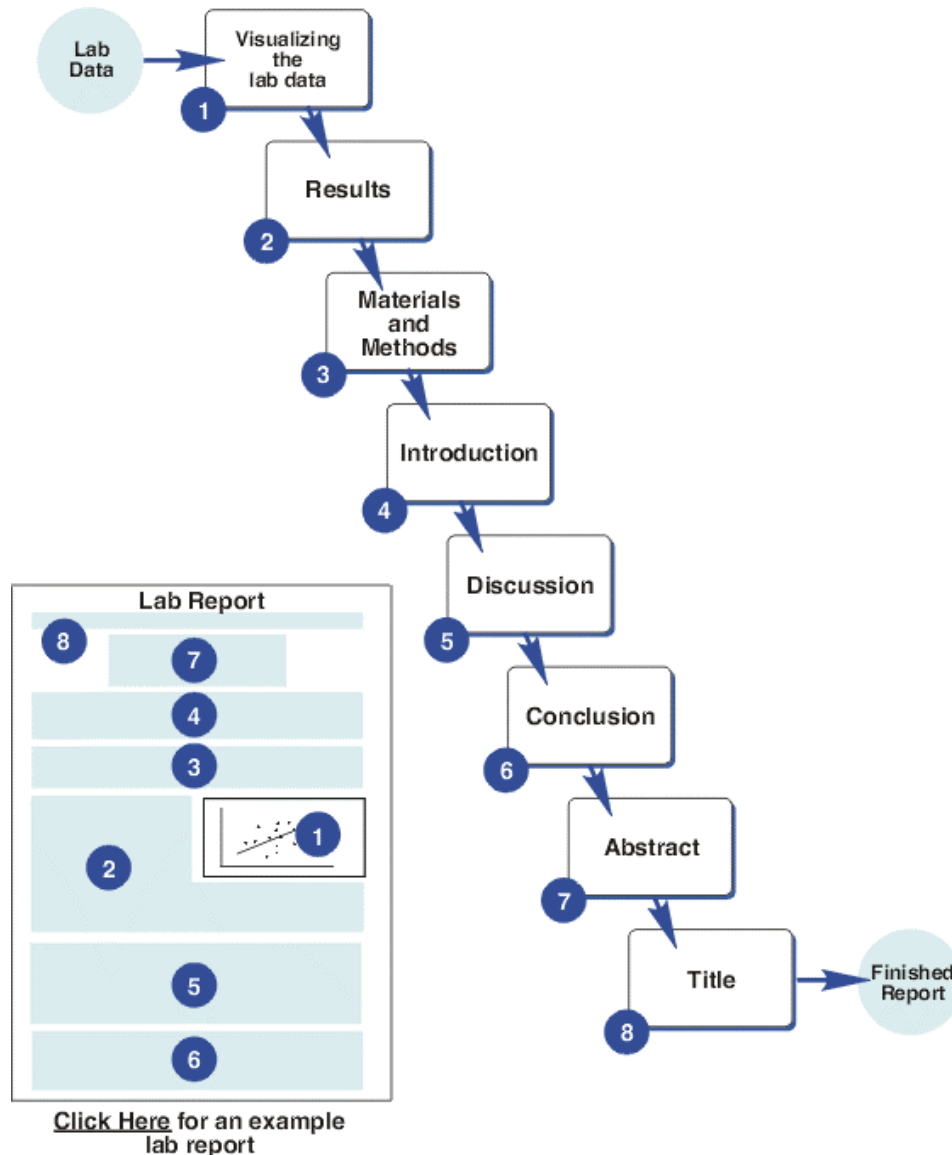 Lab
Data
Visualizing
the
lab data
1
Results
2
Materials
and
Methods
3
Introduction
4
Discussion
5
Conclusion
6
Abstract
7
Title
8
Finished
Report
Lab Report
8
7
4
3
1
2
5
6
Click Here for an example
lab report